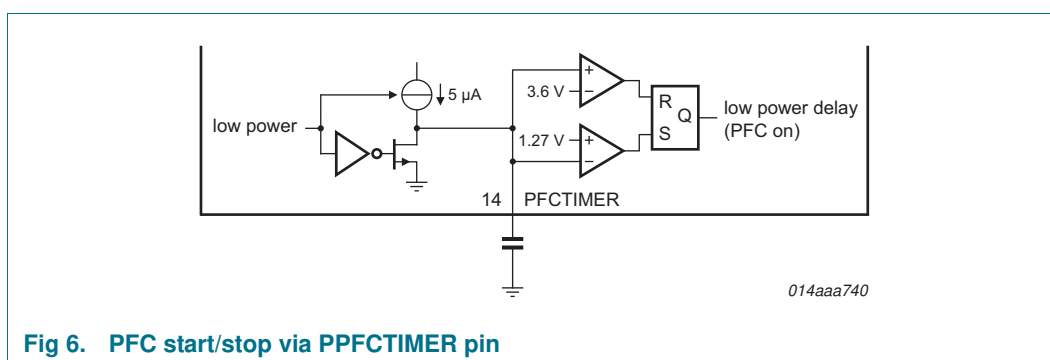 low power
5 µA
3.6 V
+
−
1.27 V
+
−
R
S
Q
low power delay
(PFC on)
14 PFCTIMER
014aaa740
Fig 6. PFC start/stop via PPFCTIMER pin